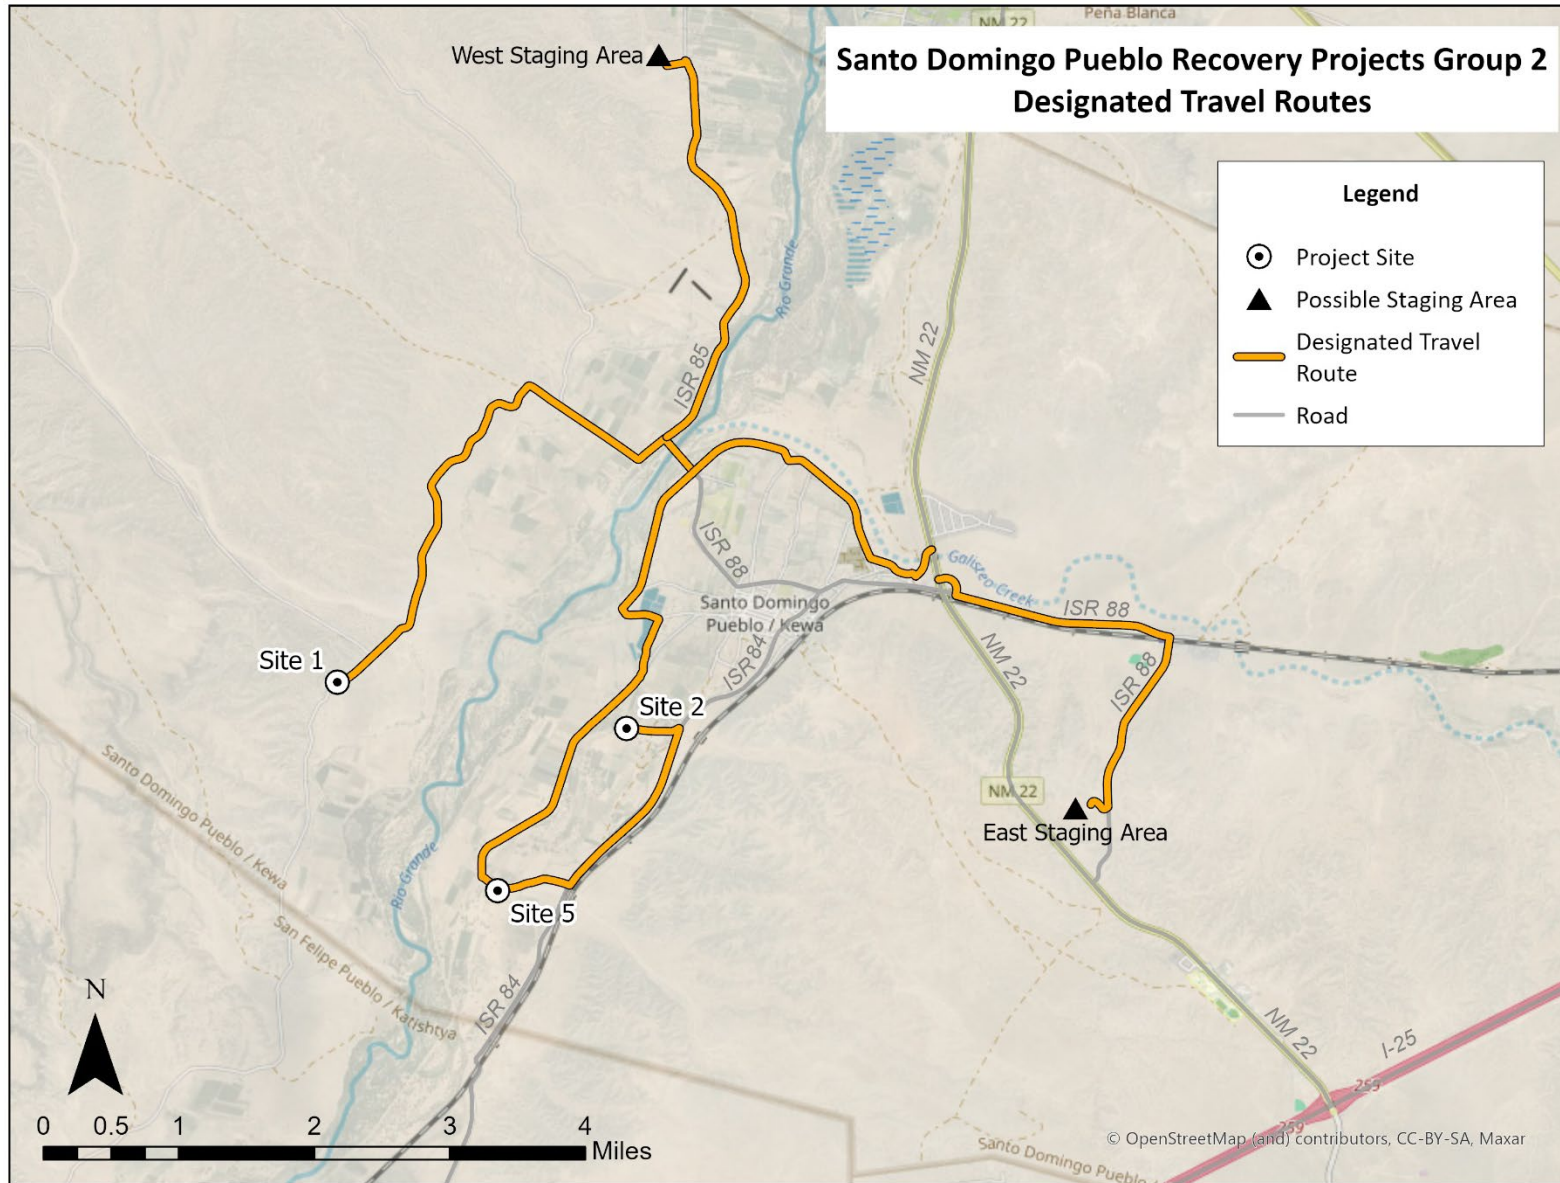 Peña Blanca
NM 22
West Staging Area
Santo Domingo Pueblo Recovery Projects Group 2
Designated Travel Routes
Legend
Project Site
Possible Staging Area
Designated Travel
Route
Road
Rio Grande
NM 22
ISR 85
ISR 88
Galisteo Creek
Santo Domingo
Pueblo / Kewa
ISR 88
ISR 84
NM 22
ISR 88
Site 1
Site 2
NM 22
East Staging Area
Santo Domingo Pueblo / Kewa
Rio Grande
Site 5
San Felipe Pueblo / Katishtya
ISR 84
NM 22
I-25
259
259
N
0 0.5 1 2 3 4
Miles
© OpenStreetMap (and) contributors, CC-BY-SA, Maxar
Santo Domingo Pueblo /